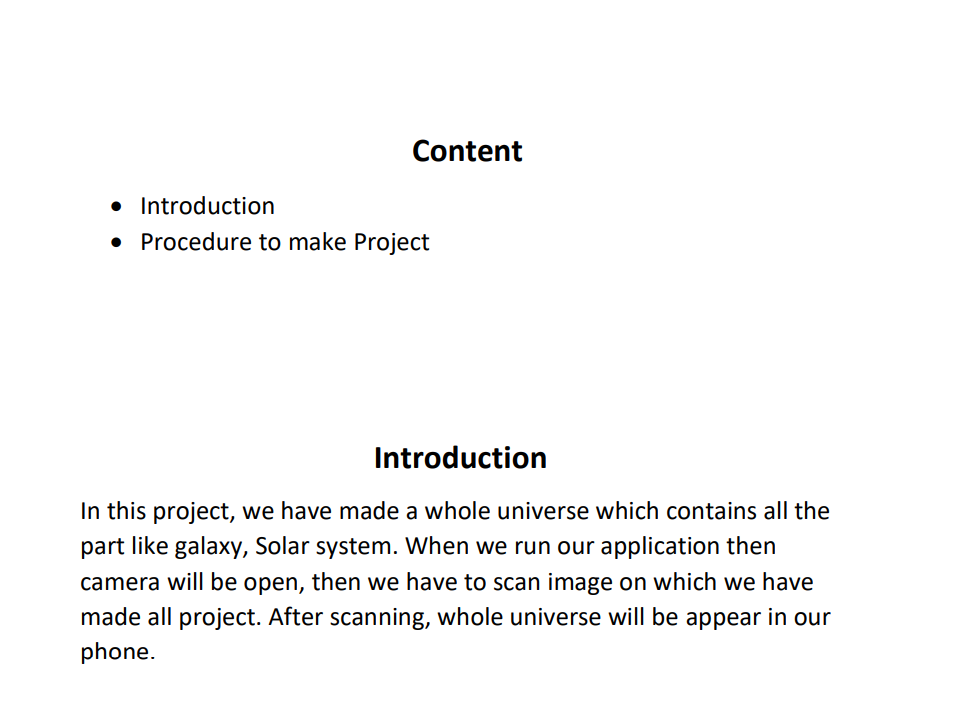 Content
• Introduction
• Procedure to make Project
Introduction
In this project, we have made a whole universe which contains all the
part like galaxy, Solar system. When we run our application then
camera will be open, then we have to scan image on which we have
made all project. After scanning, whole universe will be appear in our
phone.